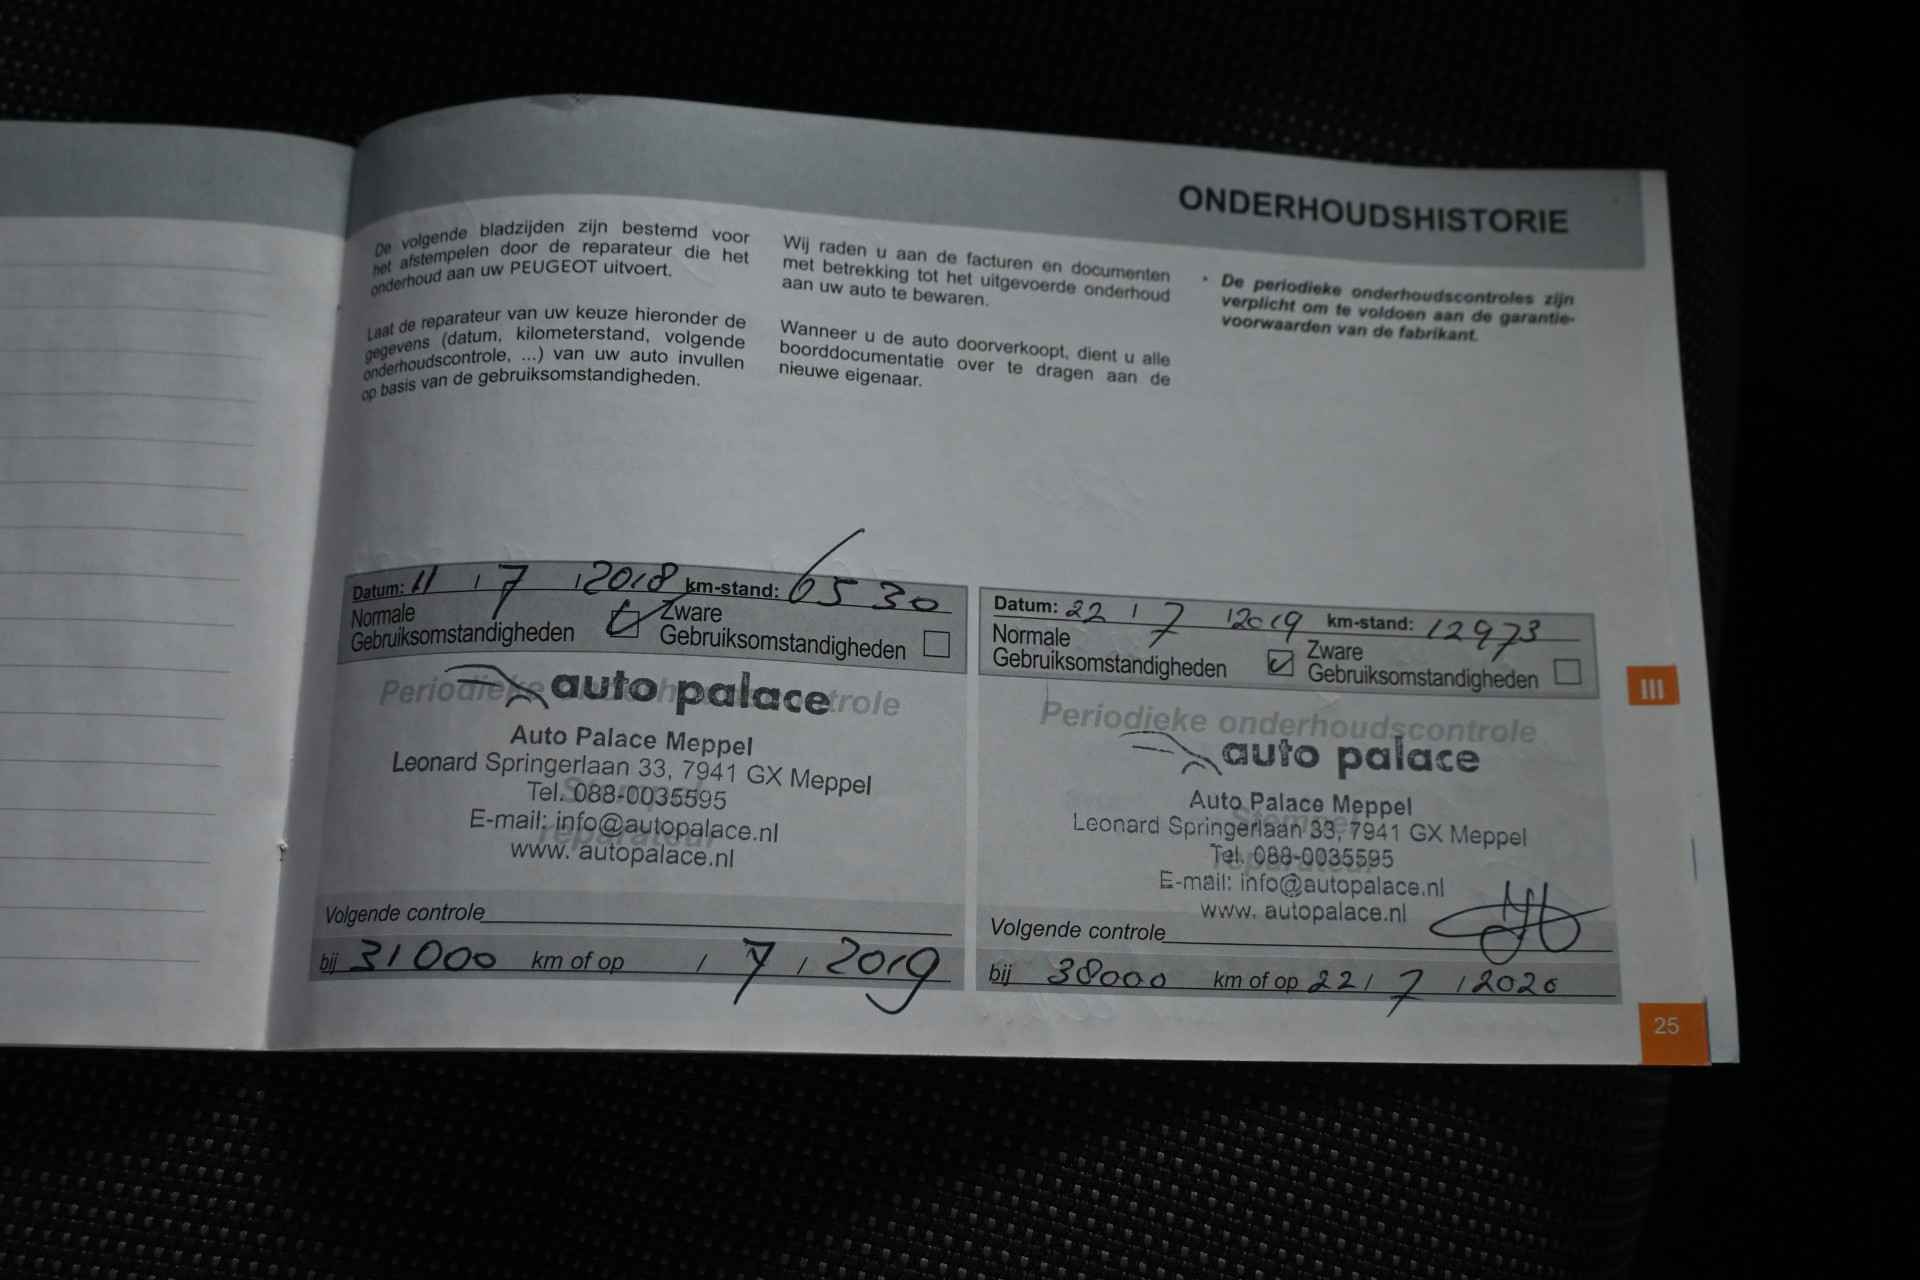 ONDERHOUDSHISTORIE
De volgende bladzijden zijn bestemd voor
het afstempelen door de reparateur die het
onderhoud aan uw PEUGEOT uitvoert.
Laat de reparateur van uw keuze hieronder de
gegevens (datum, kilometerstand, volgende
onderhoudscontrole, ...) van uw auto invullen
op basis van de gebruiksomstandigheden.
Wij raden u aan de facturen en documenten
met betrekking tot het uitgevoerde onderhoud
aan uw auto te bewaren.
Wanneer u de auto doorverkoopt, dient u alle
boorddocumentatie over te dragen aan de
nieuwe eigenaar.
• De periodieke onderhoudscontroles zijn
verplicht om te voldoen aan de garantie-
voorwaarden van de fabrikant.
Datum: 11 / 7 / 2018 km-stand: 6530
Normale
Gebruiksomstandigheden
Zware
Gebruiksomstandigheden
Periodieke onderhoudscontrole
auto palace
Auto Palace Meppel
Leonard Springerlaan 33, 7941 GX Meppel
Tel. 088-0035595
E-mail: info@autopalace.nl
reparateur
www. autopalace.nl
Volgende controle
bij 31000 km of op / 7 / 2019
Datum: 22 / 7 / 2019 km-stand: 12973
Normale
Gebruiksomstandigheden
Zware
Gebruiksomstandigheden
Periodieke onderhoudscontrole
auto palace
Auto Palace Meppel
Stempel
Leonard Springerlaan 33, 7941 GX Meppel
Tel. 088-0035595
reparateur
E-mail: info@autopalace.nl
www. autopalace.nl
Volgende controle
bij 38000 km of op 22 / 7 / 2020
III
25